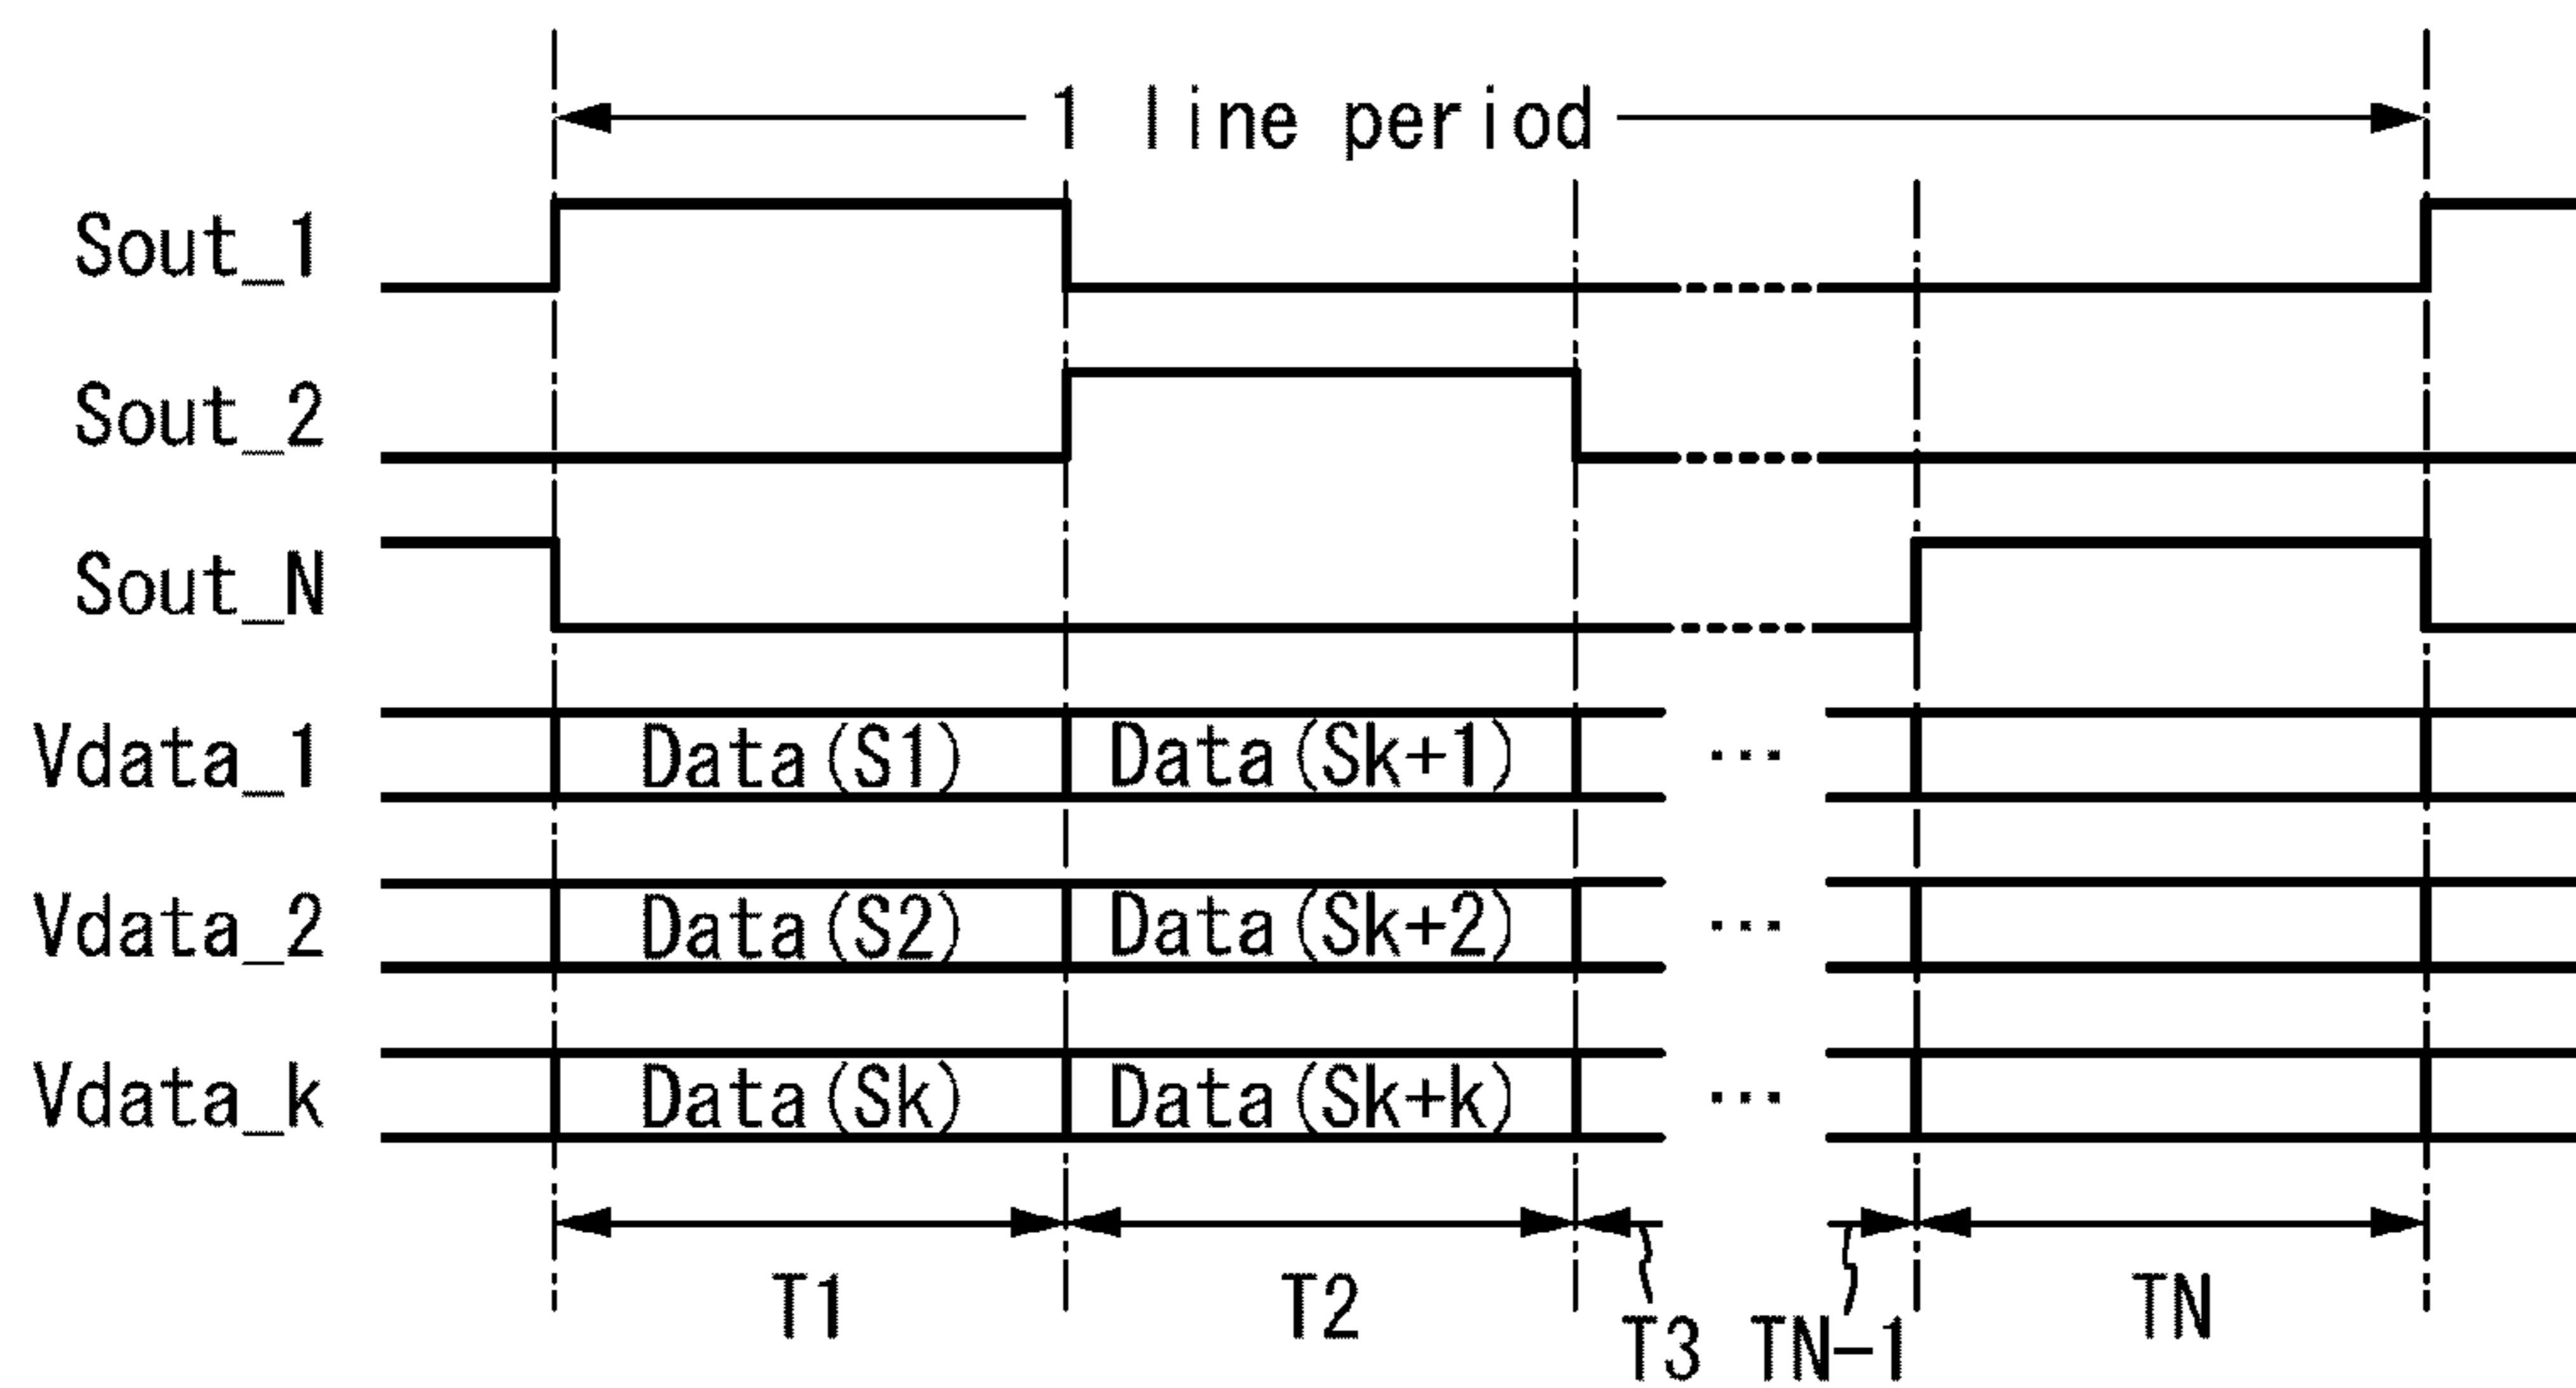 1 line period
Sout_1
Sout_2
Sout_N
Vdata_1 Data(S1) Data(Sk+1) ...
Vdata_2 Data(S2) Data(Sk+2) ...
Vdata_k Data(Sk) Data(Sk+k) ...
T1 T2 T3 TN-1 TN